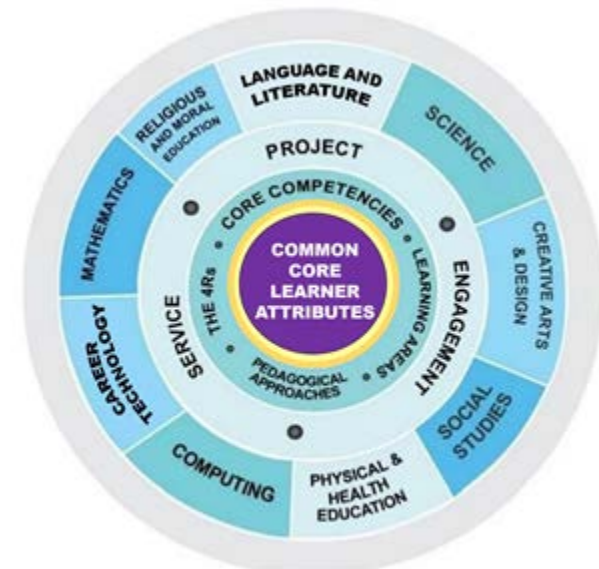 LANGUAGE AND
LITERATURE
SCIENCE
CREATIVE ARTS
& DESIGN
SOCIAL
STUDIES
PHYSICAL &
HEALTH
EDUCATION
COMPUTING
CAREER
TECHNOLOGY
MATHEMATICS
RELIGIOUS
AND MORAL
EDUCATION
PROJECT
ENGAGEMENT
SERVICE
CORE COMPETENCIES
LEARNING AREAS
PEDAGOGICAL
APPROACHES
THE 4Rs
COMMON
CORE
LEARNER
ATTRIBUTES